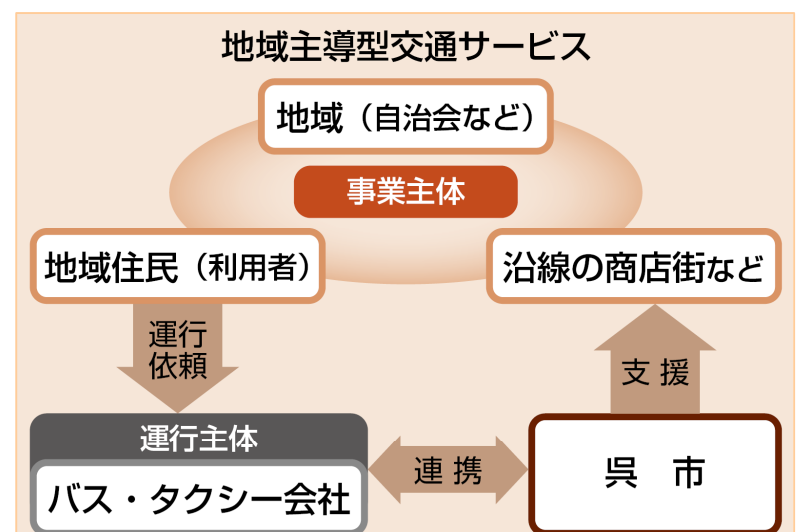 地域主導型交通サービス
地域（自治会など）
事業主体
地域住民（利用者）
沿線の商店街など
運行
依頼
支援
運行主体
バス・タクシー会社
連携
呉　市